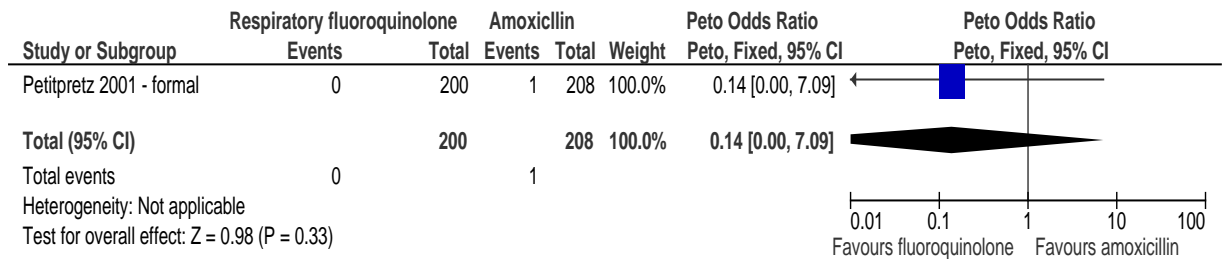 Respiratory fluoroquinolone Amoxicllin Peto Odds Ratio Peto Odds Ratio
Study or Subgroup Events Total Events Total Weight Peto, Fixed, 95% CI Peto, Fixed, 95% CI
Petitpretz 2001 - formal 0 200 1 208 100.0% 0.14 [0.00, 7.09]
Total (95% CI) 200 208 100.0% 0.14 [0.00, 7.09]
Total events 0 1
Heterogeneity: Not applicable
Test for overall effect: Z = 0.98 (P = 0.33)
0.01 0.1 1 10 100
Favours fluoroquinolone Favours amoxicillin